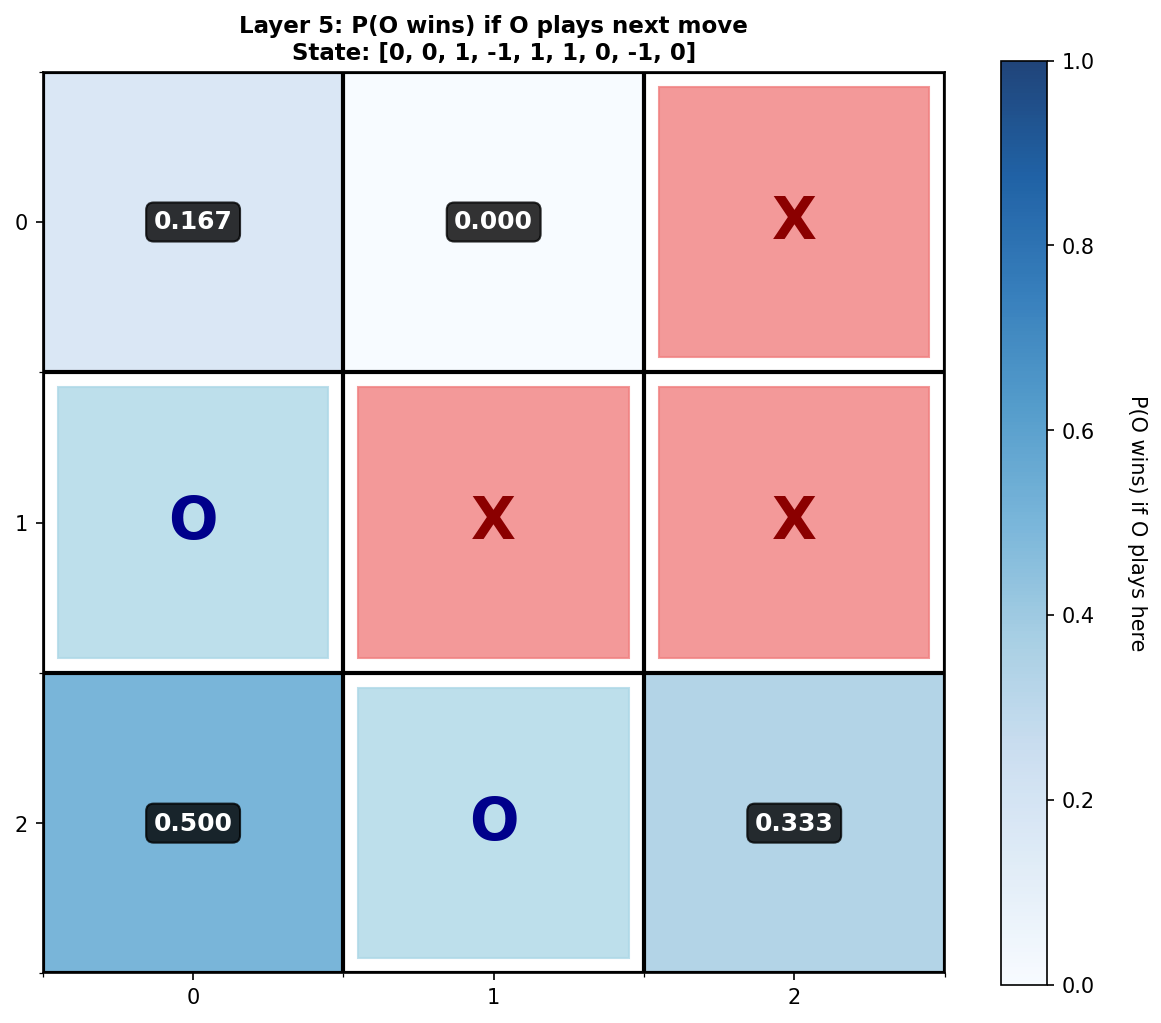 Layer 5: P(O wins) if O plays next move
State: [0, 0, 1, -1, 1, 1, 0, -1, 0]
0
0.167
0.000
X
1
O
X
X
2
0.500
O
0.333
0
1
2
1.0
0.8
0.6
0.4
0.2
0.0
P(O wins) if O plays here